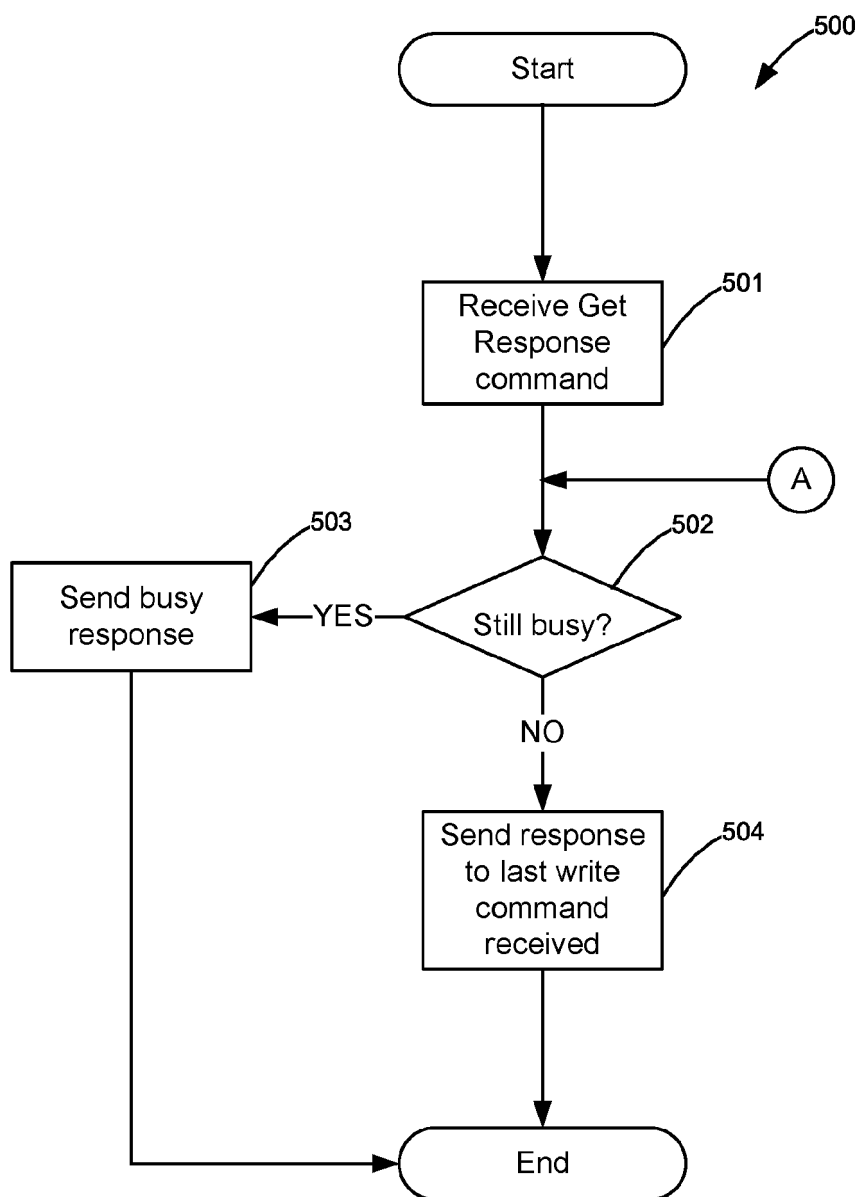 500
Start
501
Receive Get
Response
command
A
502
503
Send busy
response
YES
Still busy?
NO
504
Send response
to last write
command
received
End